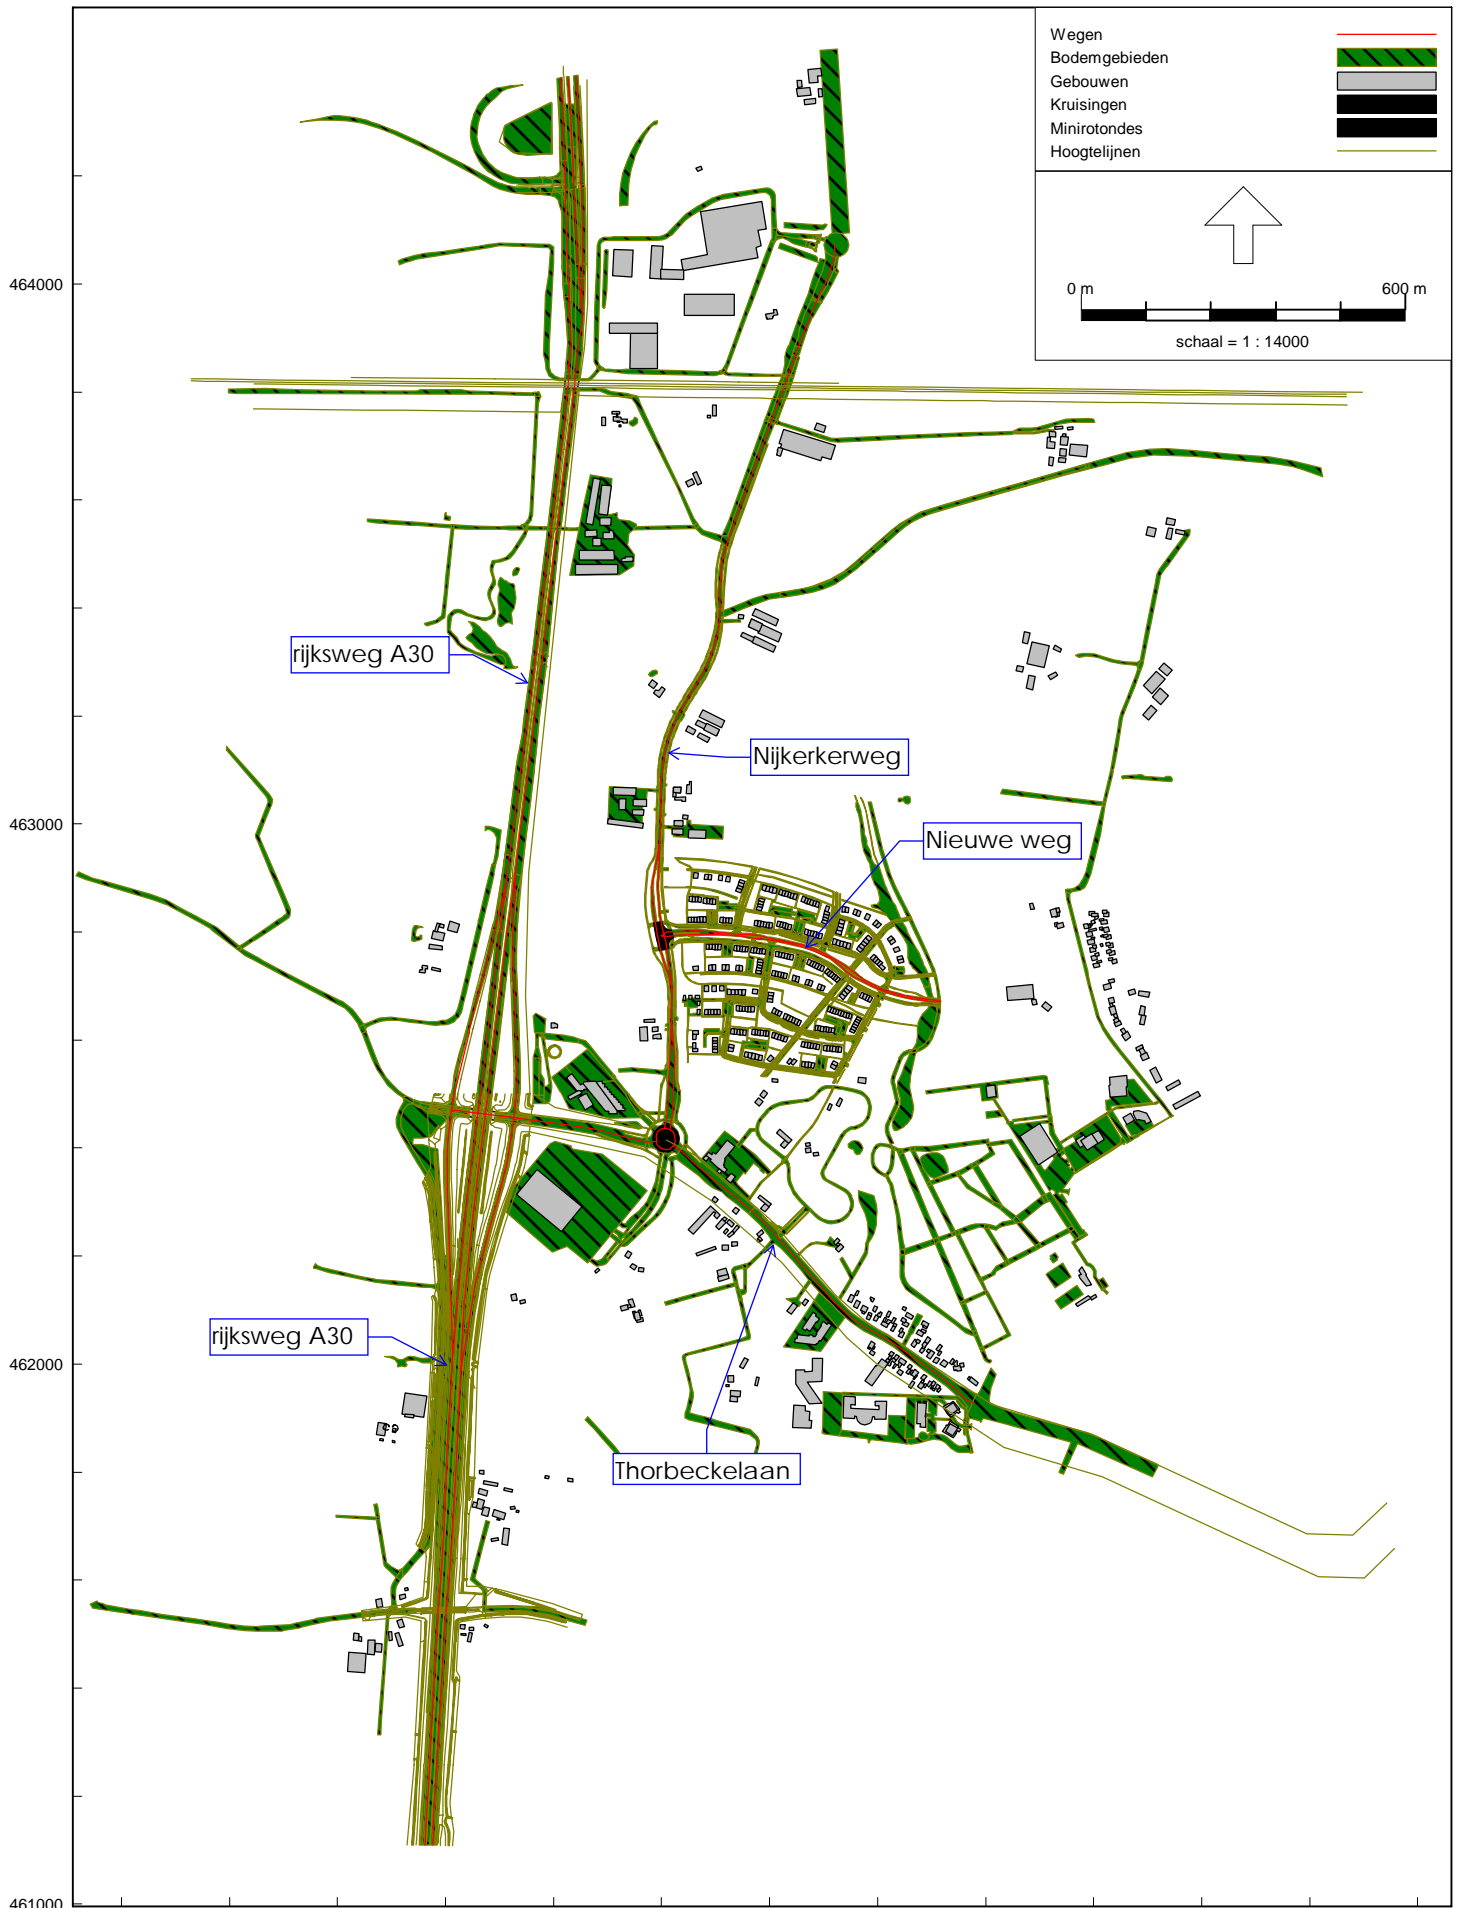 Wegen
Bodemgebieden
Gebouwen
Kruisingen
Minirotondes
Hoogtelijnen
0 m 600 m
schaal = 1 : 14000
464000
rijksweg A30
Nijkerkerweg
463000
Nieuwe weg
rijksweg A30
462000
Thorbeckelaan
461000